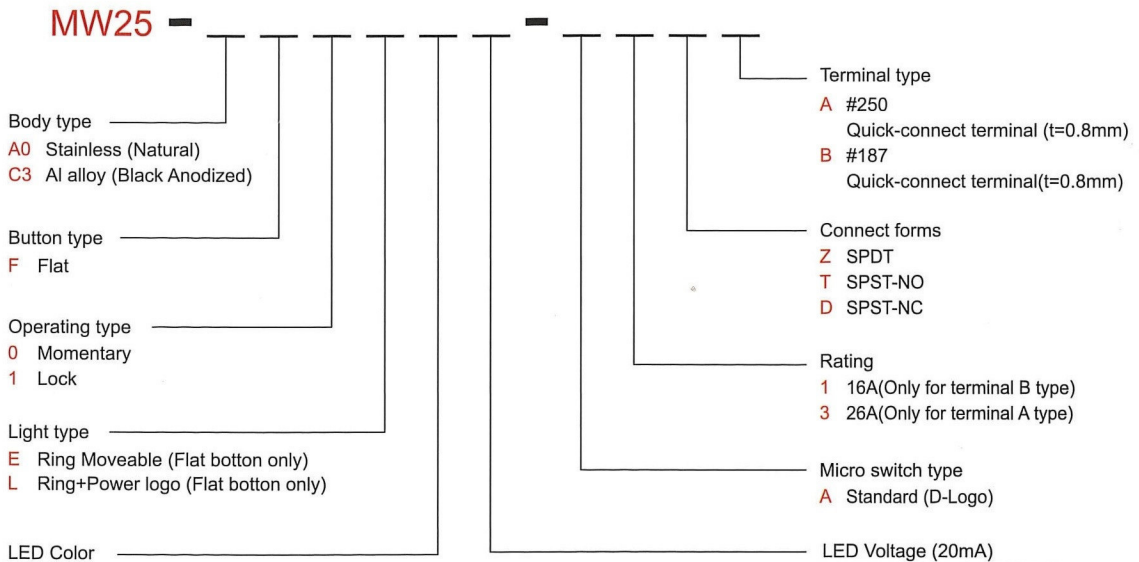 MW25 -  -
Body type
A0 Stainless (Natural)
C3 Al alloy (Black Anodized)
Button type
F Flat
Operating type
0 Momentary
1 Lock
Light type
E Ring Moveable (Flat botton only)
L Ring+Power logo (Flat botton only)
LED Color
Terminal type
A #250
Quick-connect terminal (t=0.8mm)
B #187
Quick-connect terminal(t=0.8mm)
Connect forms
Z SPDT
T SPST-NO
D SPST-NC
Rating
1 16A(Only for terminal B type)
3 26A(Only for terminal A type)
Micro switch type
A Standard (D-Logo)
LED Voltage (20mA)